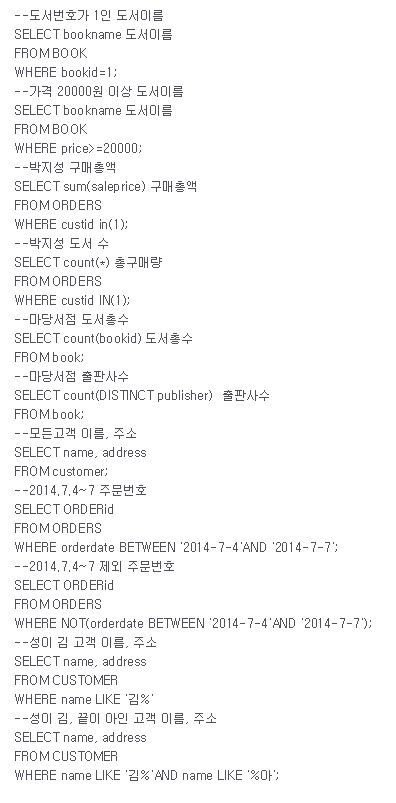 --도서번호가 1인 도서이름
SELECT bookname 도서이름
FROM BOOK
WHERE bookid=1;
--가격 20000원 이상 도서이름
SELECT bookname 도서이름
FROM BOOK
WHERE price>=20000;
--박지성 구매총액
SELECT sum(saleprice) 구매총액
FROM ORDERS
WHERE custid in(1);
--박지성 도서 수
SELECT count(*) 총구매량
FROM ORDERS
WHERE custid IN(1);
--마당서점 도서총수
SELECT count(bookid) 도서총수
FROM book;
--마당서점 출판사수
SELECT count(DISTINCT publisher)  출판사수
FROM book;
--모든고객 이름, 주소
SELECT name, address
FROM customer;
--2014.7.4~7 주문번호
SELECT ORDERid
FROM ORDERS
WHERE orderdate BETWEEN '2014-7-4'AND '2014-7-7';
--2014.7.4~7 제외 주문번호
SELECT ORDERid
FROM ORDERS
WHERE NOT(orderdate BETWEEN '2014-7-4'AND '2014-7-7');
--성이 김 고객 이름, 주소
SELECT name, address
FROM CUSTOMER
WHERE name LIKE '김%'
--성이 김, 끝이 아인 고객 이름, 주소
SELECT name, address
FROM CUSTOMER
WHERE name LIKE '김%'AND name LIKE '%아';